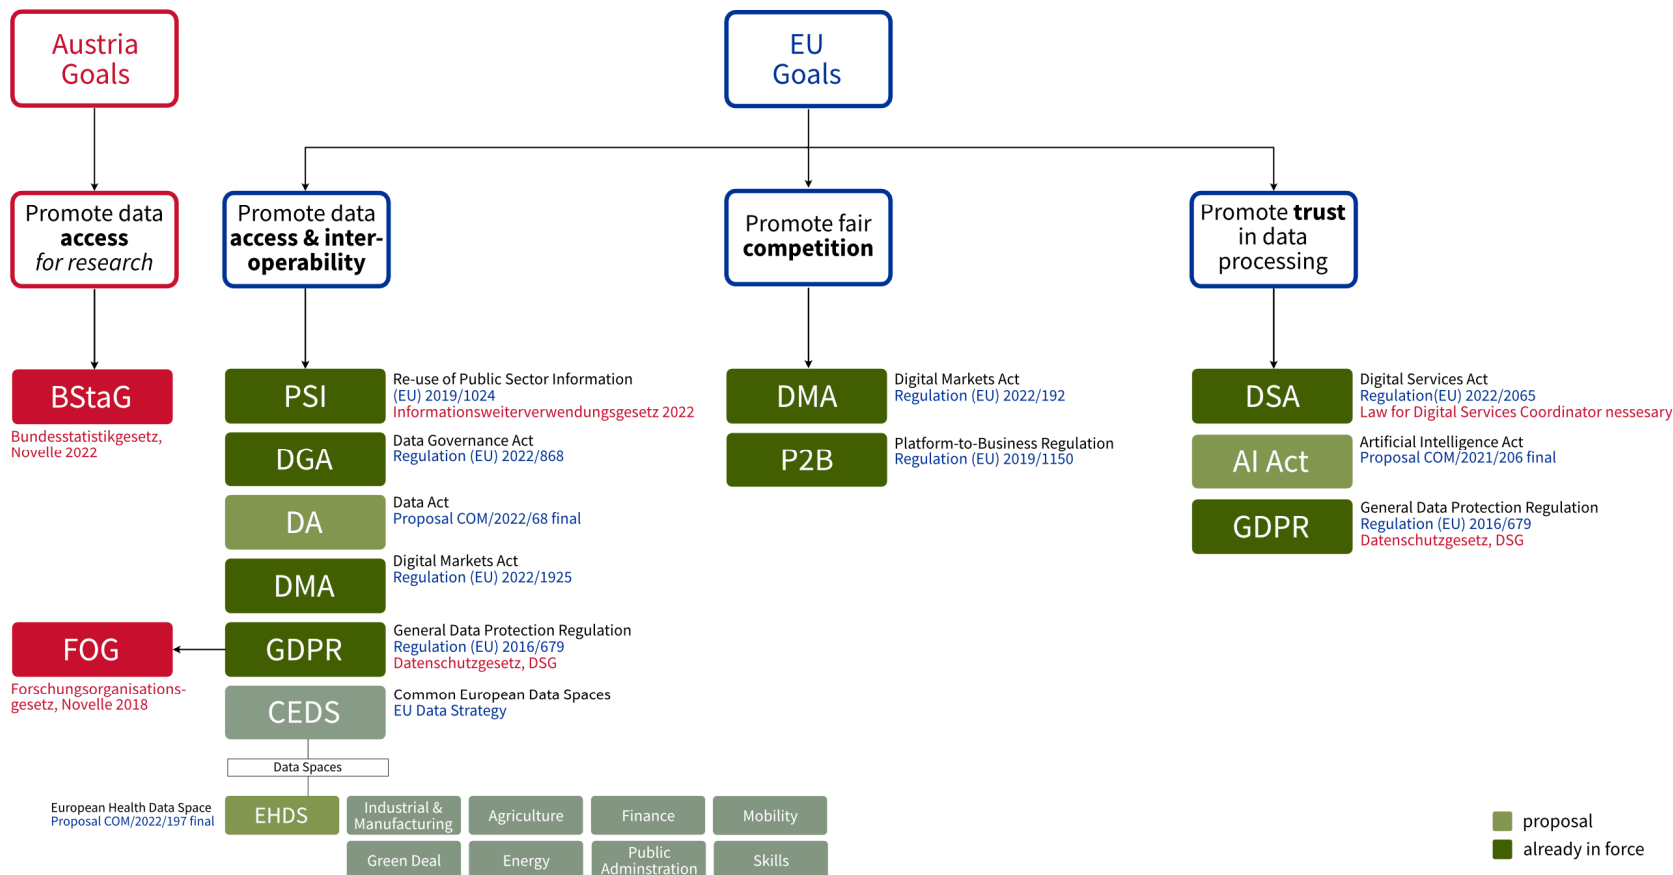 Austria
Goals
EU
Goals
Promote data
access
for research
Promote data
access & inter-
operability
Promote fair
competition
Promote trust
in data
processing
BStaG
Bundesstatistikgesetz,
Novelle 2022
PSI
Re-use of Public Sector Information
(EU) 2019/1024
Informationsweiterverwendungsgesetz 2022
DGA
Data Governance Act
Regulation (EU) 2022/868
DA
Data Act
Proposal COM/2022/68 final
DMA
Digital Markets Act
Regulation (EU) 2022/1925
FOG
Forschungsorganisations-
gesetz, Novelle 2018
GDPR
General Data Protection Regulation
Regulation (EU) 2016/679
Datenschutzgesetz, DSG
CEDS
Common European Data Spaces
EU Data Strategy
Data Spaces
European Health Data Space
Proposal COM/2022/197 final
EHDS
Industrial &
Manufacturing
Agriculture
Finance
Mobility
Green Deal
Energy
Public
Adminstration
Skills
DMA
Digital Markets Act
Regulation (EU) 2022/192
P2B
Platform-to-Business Regulation
Regulation (EU) 2019/1150
DSA
Digital Services Act
Regulation(EU) 2022/2065
Law for Digital Services Coordinator nessesary
AI Act
Artificial Intelligence Act
Proposal COM/2021/206 final
GDPR
General Data Protection Regulation
Regulation (EU) 2016/679
Datenschutzgesetz, DSG
proposal
already in force